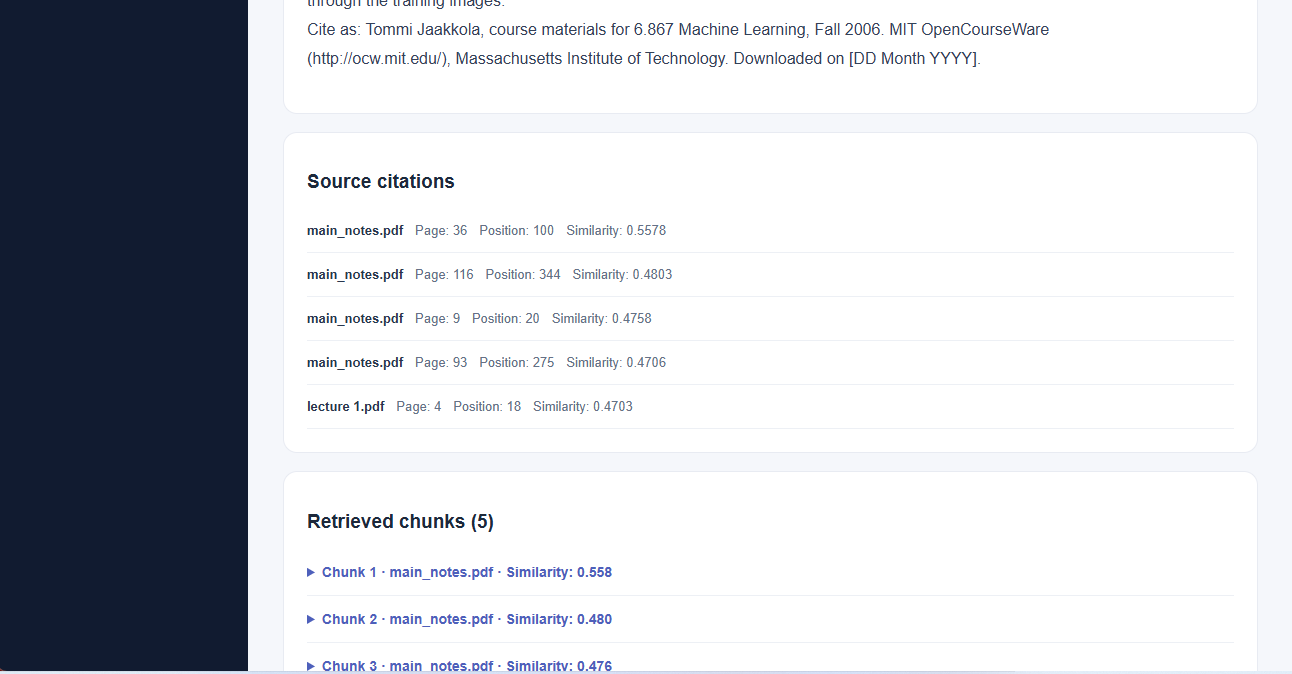 through the training images.
Cite as: Tommi Jaakkola, course materials for 6.867 Machine Learning, Fall 2006. MIT OpenCourseWare
(http://ocw.mit.edu/), Massachusetts Institute of Technology. Downloaded on [DD Month YYYY].
Source citations
main_notes.pdf Page: 36 Position: 100 Similarity: 0.5578
main_notes.pdf Page: 116 Position: 344 Similarity: 0.4803
main_notes.pdf Page: 9 Position: 20 Similarity: 0.4758
main_notes.pdf Page: 93 Position: 275 Similarity: 0.4706
lecture 1.pdf Page: 4 Position: 18 Similarity: 0.4703
Retrieved chunks (5)
Chunk 1 · main_notes.pdf · Similarity: 0.558
Chunk 2 · main_notes.pdf · Similarity: 0.480
Chunk 3 · main_notes.pdf · Similarity: 0.476